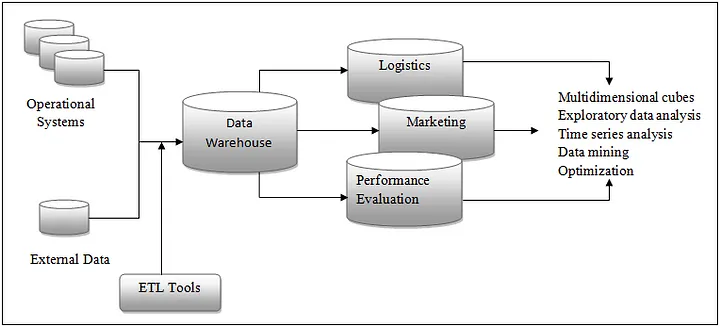 Operational
Systems
External Data
ETL Tools
Data
Warehouse
Logistics
Marketing
Performance
Evaluation
Multidimensional cubes
Exploratory data analysis
Time series analysis
Data mining
Optimization